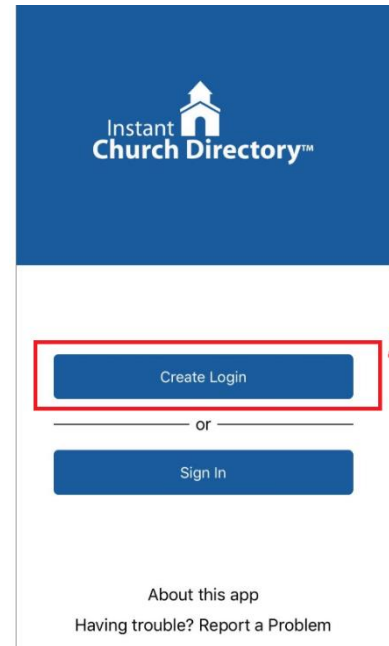 Instant
Church Directory™
Create Login
or
Sign In
About this app
Having trouble? Report a Problem